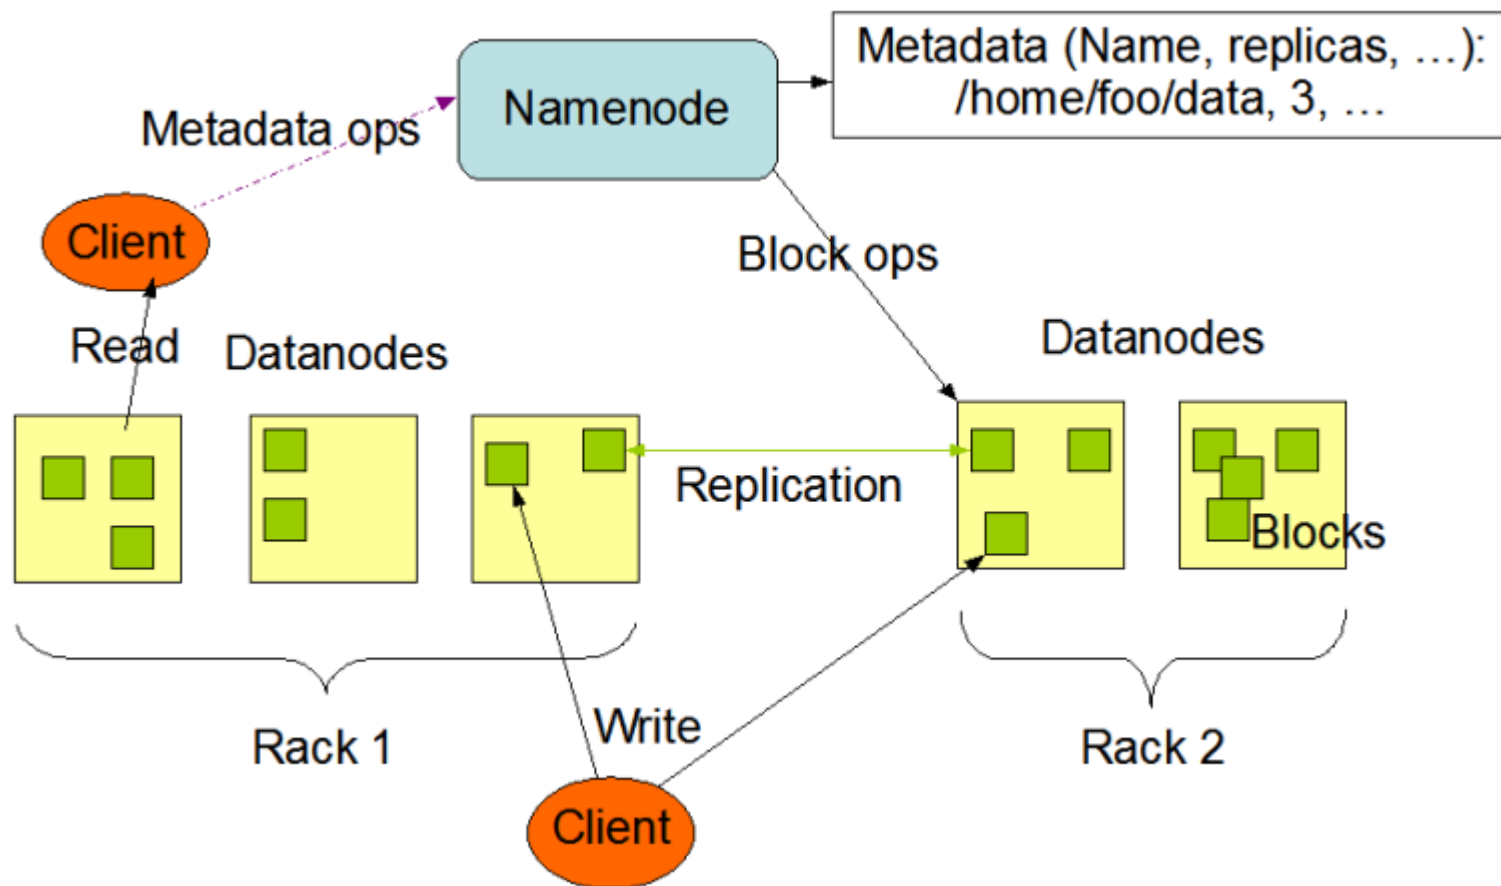 Metadata (Name, replicas, …):
/home/foo/data, 3, …
Namenode
Metadata ops
Client
Block ops
Read
Datanodes
Datanodes
Replication
Blocks
Rack 1
Write
Rack 2
Client